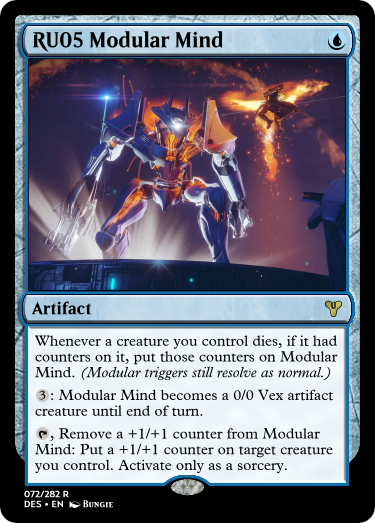 RU05 Modular Mind
Artifact
Whenever a creature you control dies, if it had
counters on it, put those counters on Modular
Mind. (Modular triggers still resolve as normal.)
3: Modular Mind becomes a 0/0 Vex artifact
creature until end of turn.
, Remove a +1/+1 counter from Modular
Mind: Put a +1/+1 counter on target creature
you control. Activate only as a sorcery.
072/282 R
DES • EN Bungie